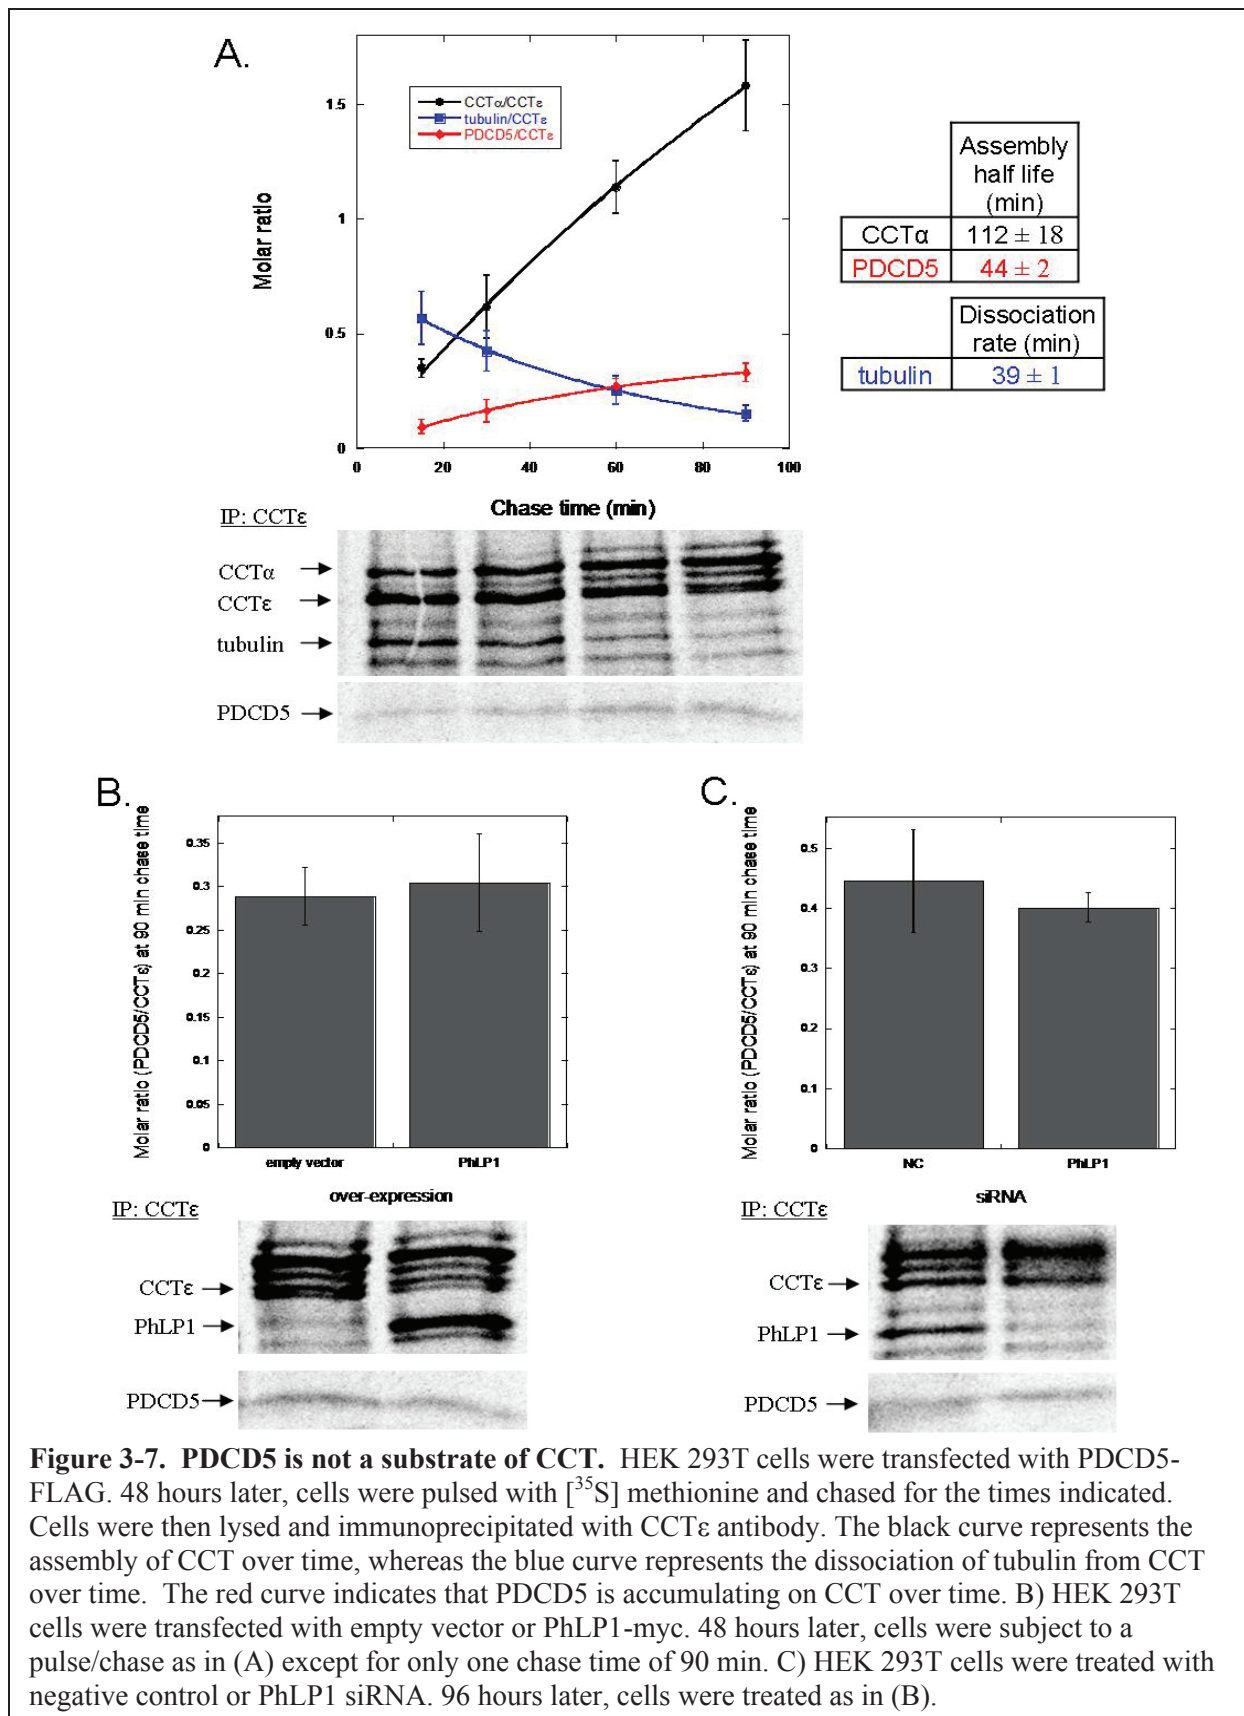 A.
CCTα/CCTε
tubulin/CCTε
PDCD5/CCTε
Molar ratio
1.5
1
0.5
0
0 20 40 60 80 100
Chase time (min)
Assembly
half life
(min)
CCTα 112 ± 18
PDCD5 44 ± 2
Dissociation
rate (min)
tubulin 39 ± 1
IP: CCTε
CCTα
CCTε
tubulin
PDCD5
B.
Molar ratio (PDCD5/CCTε) at 90 min chase time
0.35
0.3
0.25
0.2
0.15
0.1
0.05
0
empty vector PhLP1
over-expression
IP: CCTε
CCTε
PhLP1
PDCD5
C.
Molar ratio (PDCD5/CCTε) at 90 min chase time
0.5
0.4
0.3
0.2
0.1
0
NC PhLP1
siRNA
IP: CCTε
CCTε
PhLP1
PDCD5
Figure 3-7. PDCD5 is not a substrate of CCT. HEK 293T cells were transfected with PDCD5-
FLAG. 48 hours later, cells were pulsed with [³⁵S] methionine and chased for the times indicated.
Cells were then lysed and immunoprecipitated with CCTε antibody. The black curve represents the
assembly of CCT over time, whereas the blue curve represents the dissociation of tubulin from CCT
over time. The red curve indicates that PDCD5 is accumulating on CCT over time. B) HEK 293T
cells were transfected with empty vector or PhLP1-myc. 48 hours later, cells were subject to a
pulse/chase as in (A) except for only one chase time of 90 min. C) HEK 293T cells were treated with
negative control or PhLP1 siRNA. 96 hours later, cells were treated as in (B).